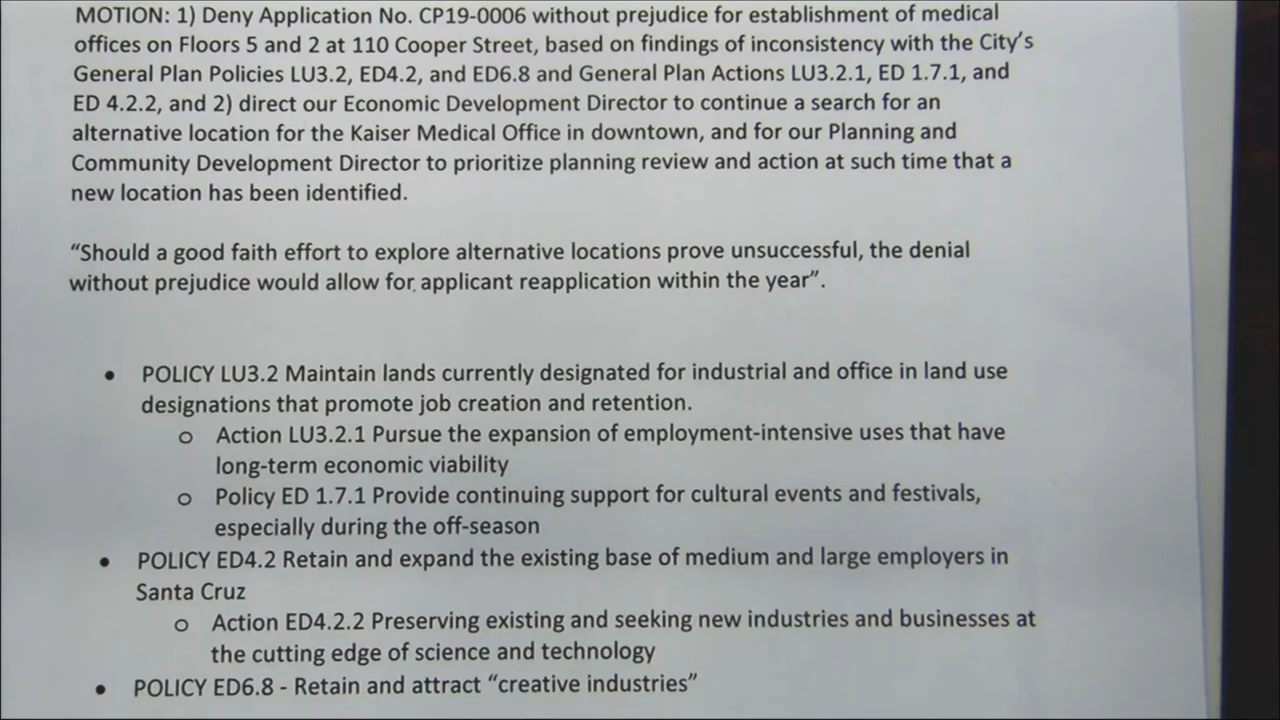 MOTION: 1) Deny Application No. CP19-0006 without prejudice for establishment of medical
offices on Floors 5 and 2 at 110 Cooper Street, based on findings of inconsistency with the City's
General Plan Policies LU3.2, ED4.2, and ED6.8 and General Plan Actions LU3.2.1, ED 1.7.1, and
ED 4.2.2, and 2) direct our Economic Development Director to continue a search for an
alternative location for the Kaiser Medical Office in downtown, and for our Planning and
Community Development Director to prioritize planning review and action at such time that a
new location has been identified.
“Should a good faith effort to explore alternative locations prove unsuccessful, the denial
without prejudice would allow for applicant reapplication within the year”.
• POLICY LU3.2 Maintain lands currently designated for industrial and office in land use
designations that promote job creation and retention.
o Action LU3.2.1 Pursue the expansion of employment-intensive uses that have
long-term economic viability
o Policy ED 1.7.1 Provide continuing support for cultural events and festivals,
especially during the off-season
• POLICY ED4.2 Retain and expand the existing base of medium and large employers in
Santa Cruz
o Action ED4.2.2 Preserving existing and seeking new industries and businesses at
the cutting edge of science and technology
• POLICY ED6.8 - Retain and attract “creative industries”